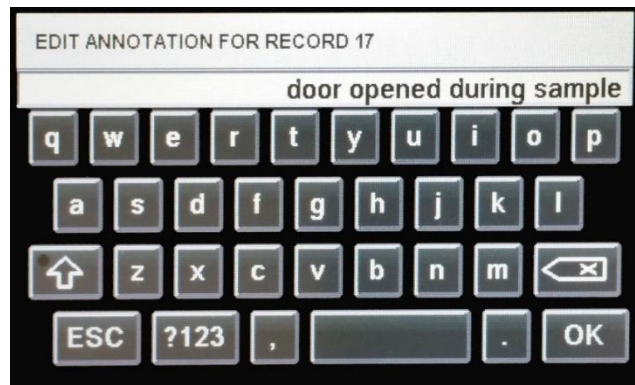 EDIT ANNOTATION FOR RECORD 17
door opened during sample
q w e r t y u i o p
a s d f g h j k l
z x c v b n m
ESC ?123 , . OK